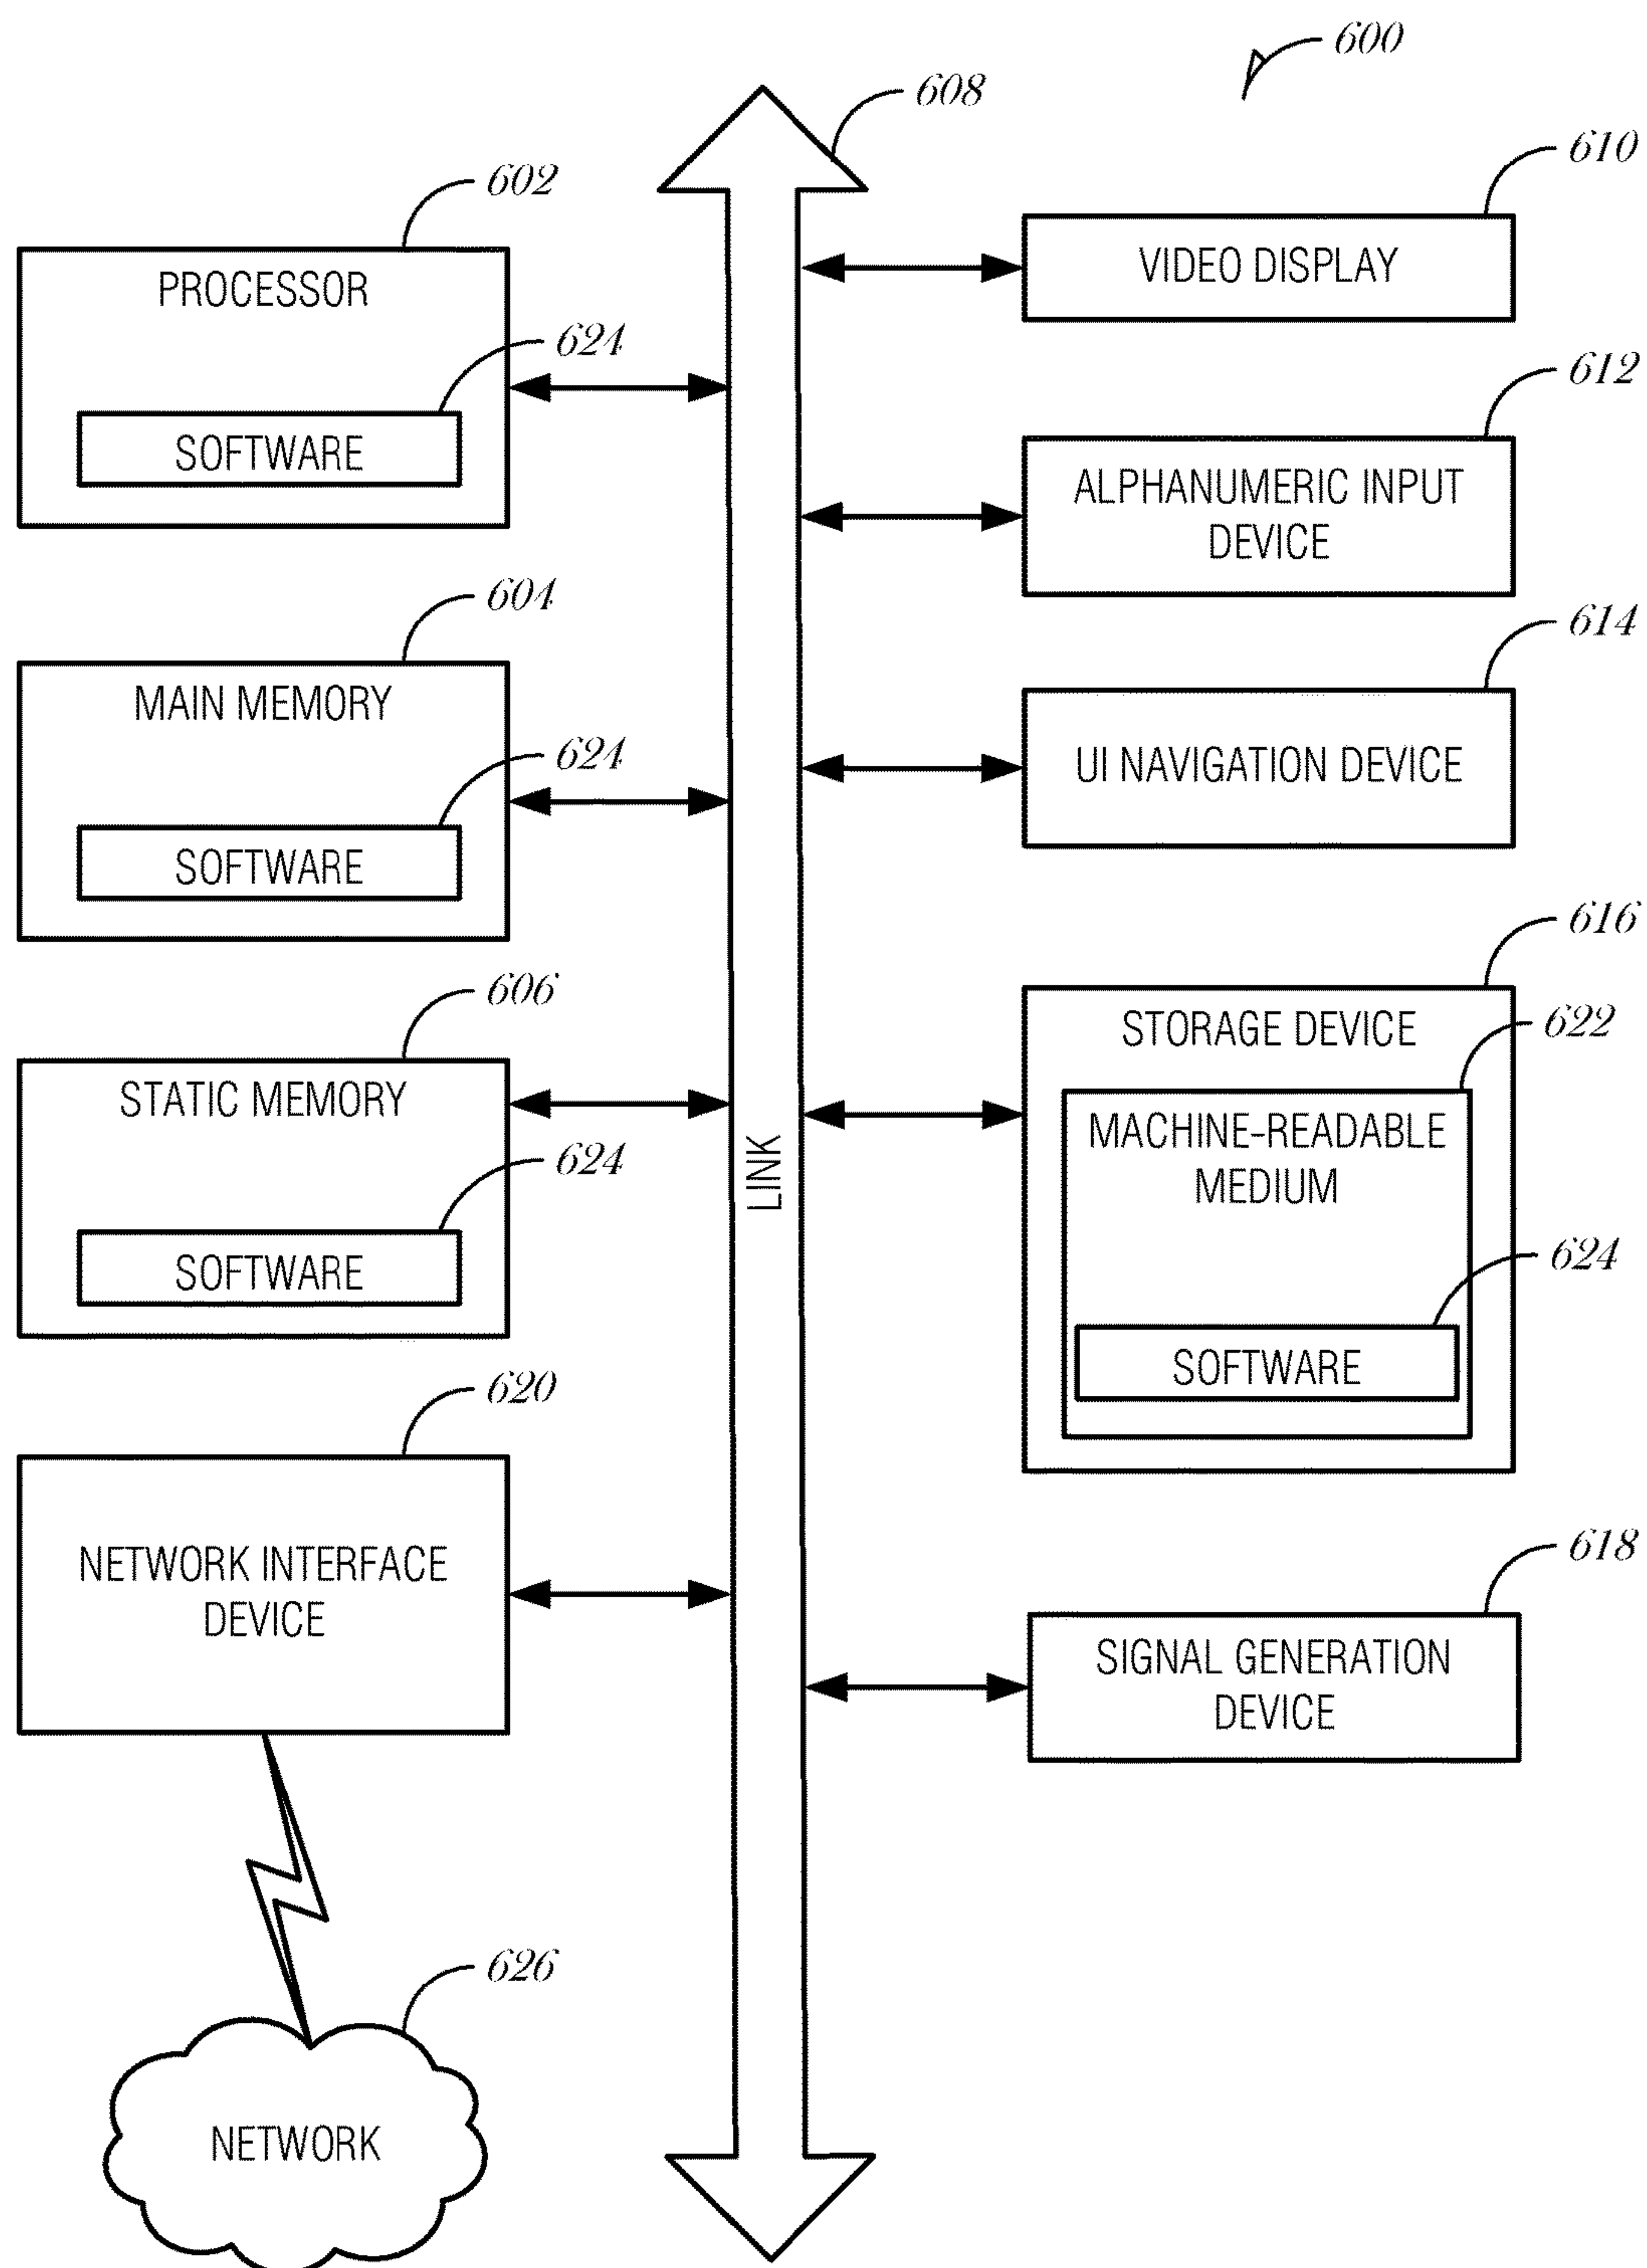 600
608
610
VIDEO DISPLAY
602
PROCESSOR
624
SOFTWARE
612
ALPHANUMERIC INPUT
DEVICE
604
MAIN MEMORY
624
SOFTWARE
614
UI NAVIGATION DEVICE
606
STATIC MEMORY
624
SOFTWARE
LINK
616
STORAGE DEVICE
622
MACHINE-READABLE
MEDIUM
624
SOFTWARE
620
NETWORK INTERFACE
DEVICE
618
SIGNAL GENERATION
DEVICE
626
NETWORK